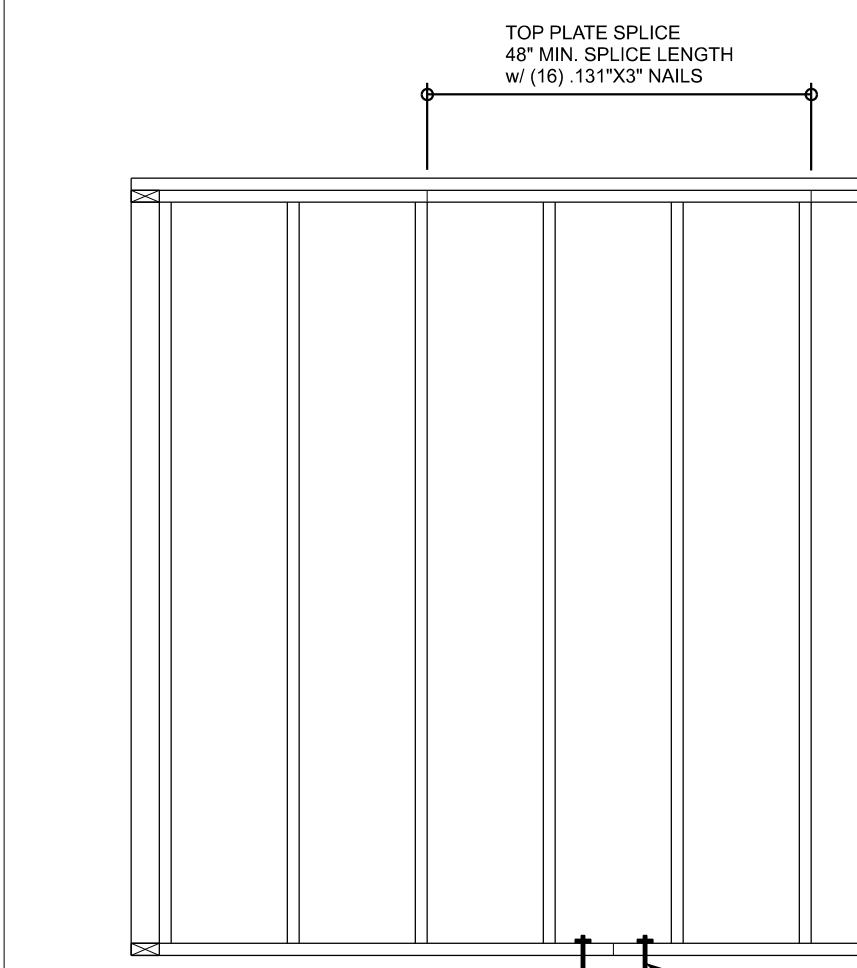 TOP PLATE SPLICE
48" MIN. SPLICE LENGTH
w/ (16) .131"X3" NAILS